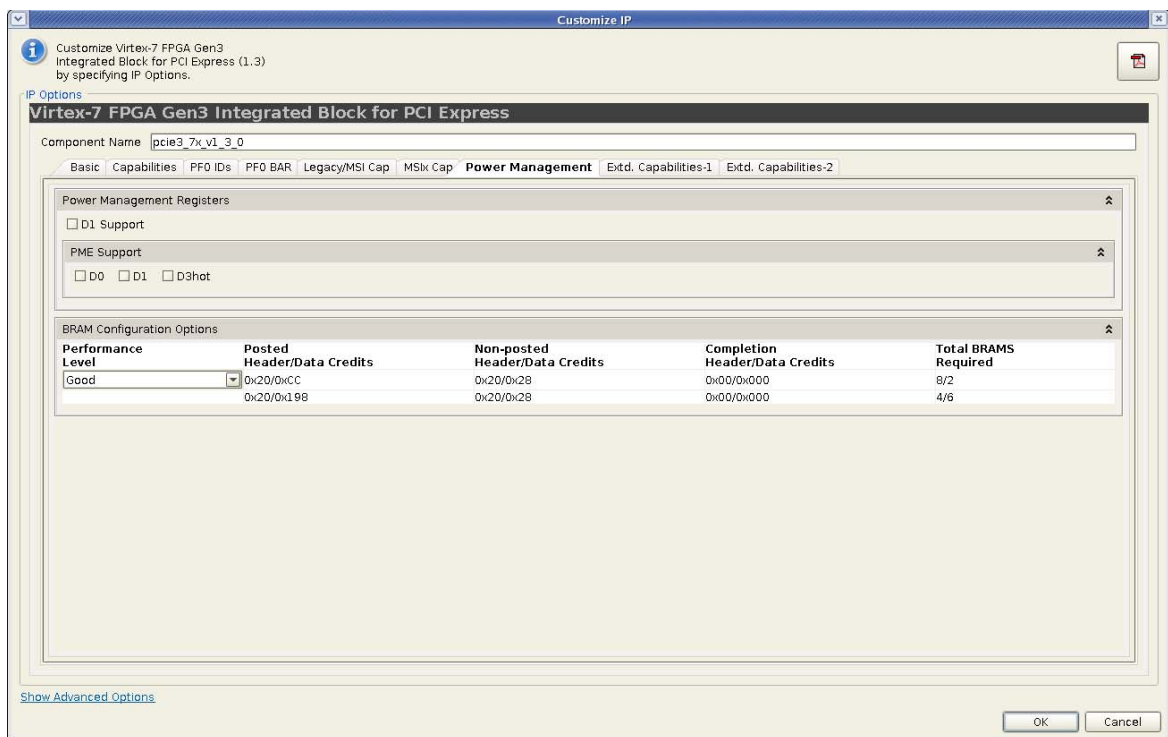 Customize IP
Customize Virtex-7 FPGA Gen3
Integrated Block for PCI Express (1.3)
by specifying IP Options.
IP Options
Virtex-7 FPGA Gen3 Integrated Block for PCI Express
Component Name pcie3_7x_v1_3_0
Basic Capabilities PF0 IDs PF0 BAR Legacy/MSI Cap MSIx Cap Power Management Extd. Capabilities-1 Extd. Capabilities-2
Power Management Registers
D1 Support
PME Support
D0 D1 D3hot
BRAM Configuration Options
Performance Level Posted Header/Data Credits Non-posted Header/Data Credits Completion Header/Data Credits Total BRAMS Required
Good 0x20/0xCC 0x20/0x28 0x00/0x000 8/2
0x20/0x198 0x20/0x28 0x00/0x000 4/6
Show Advanced Options
OK Cancel